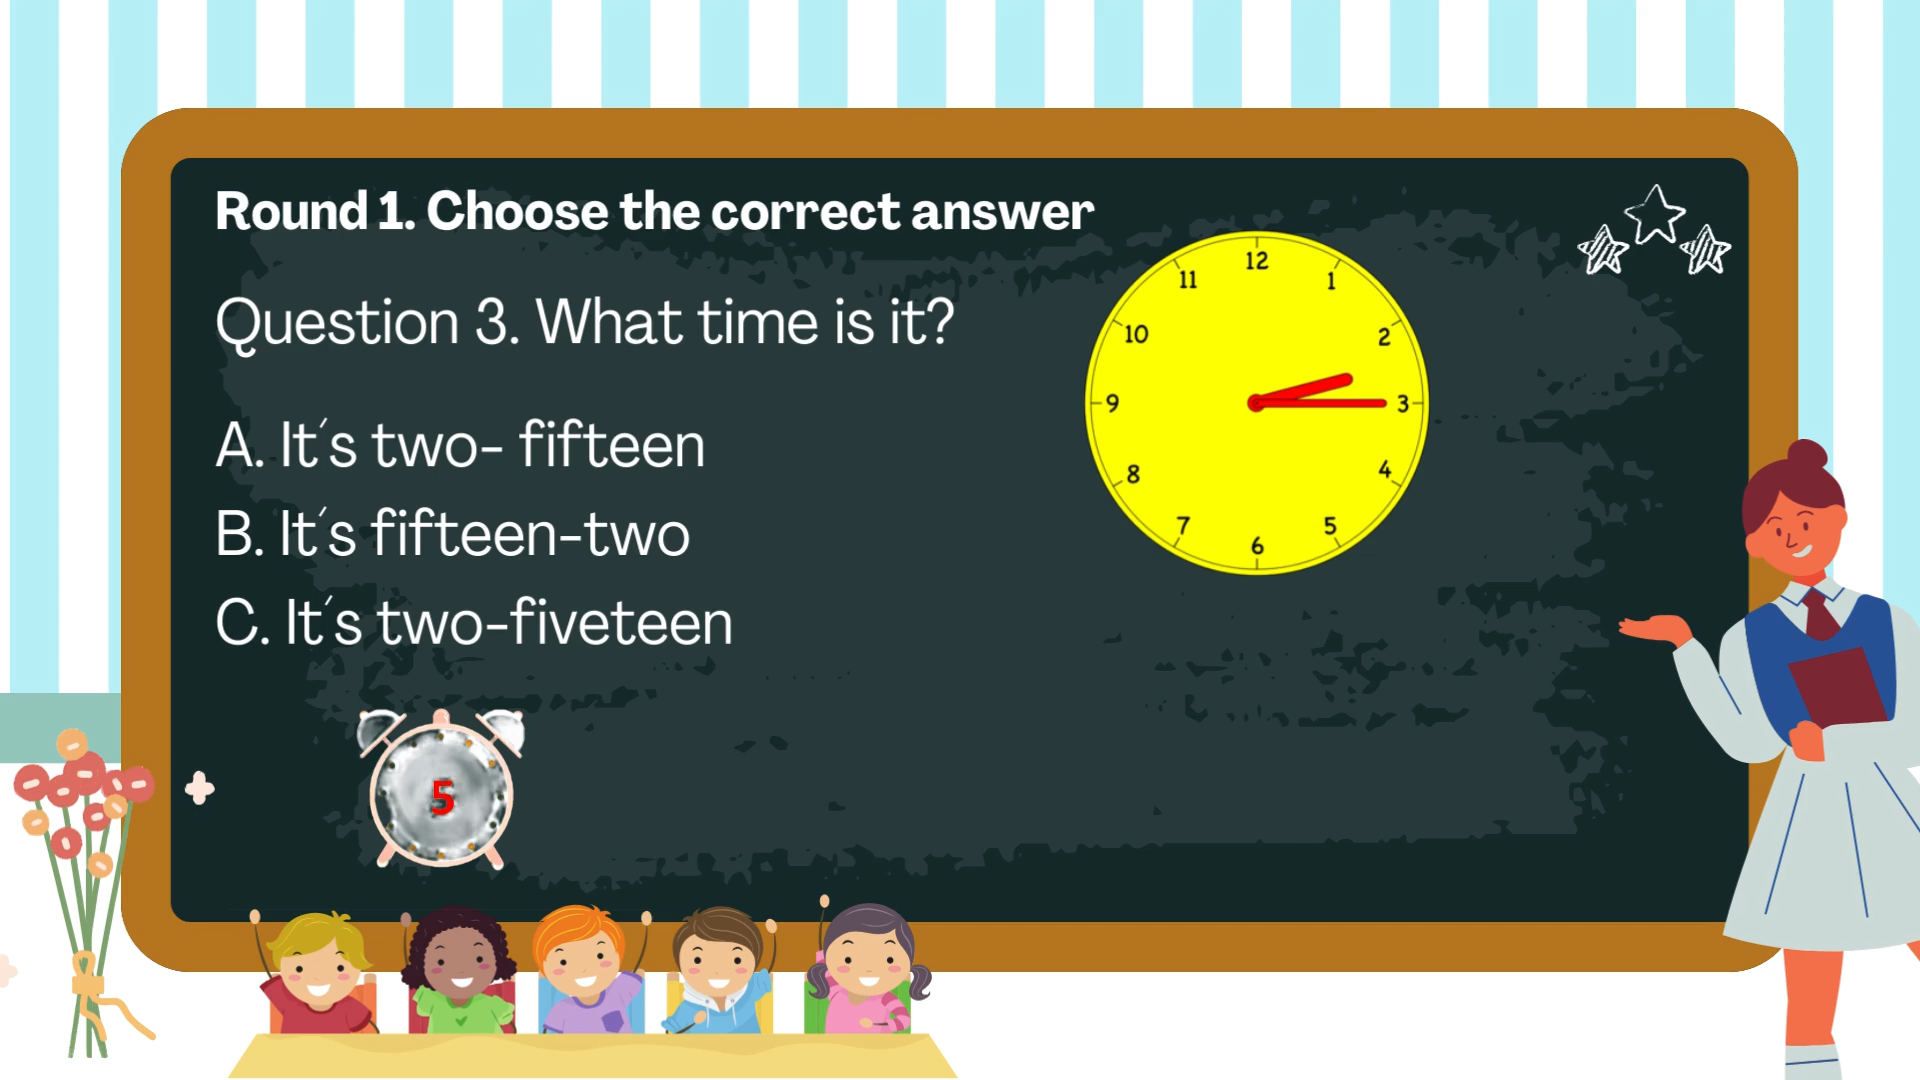 Round 1. Choose the correct answer
Question 3. What time is it?
A. It´s two- fifteen
B. It´s fifteen-two
C. It´s two-fiveteen
12
11
1
10
2
9
3
8
4
7
5
6
5